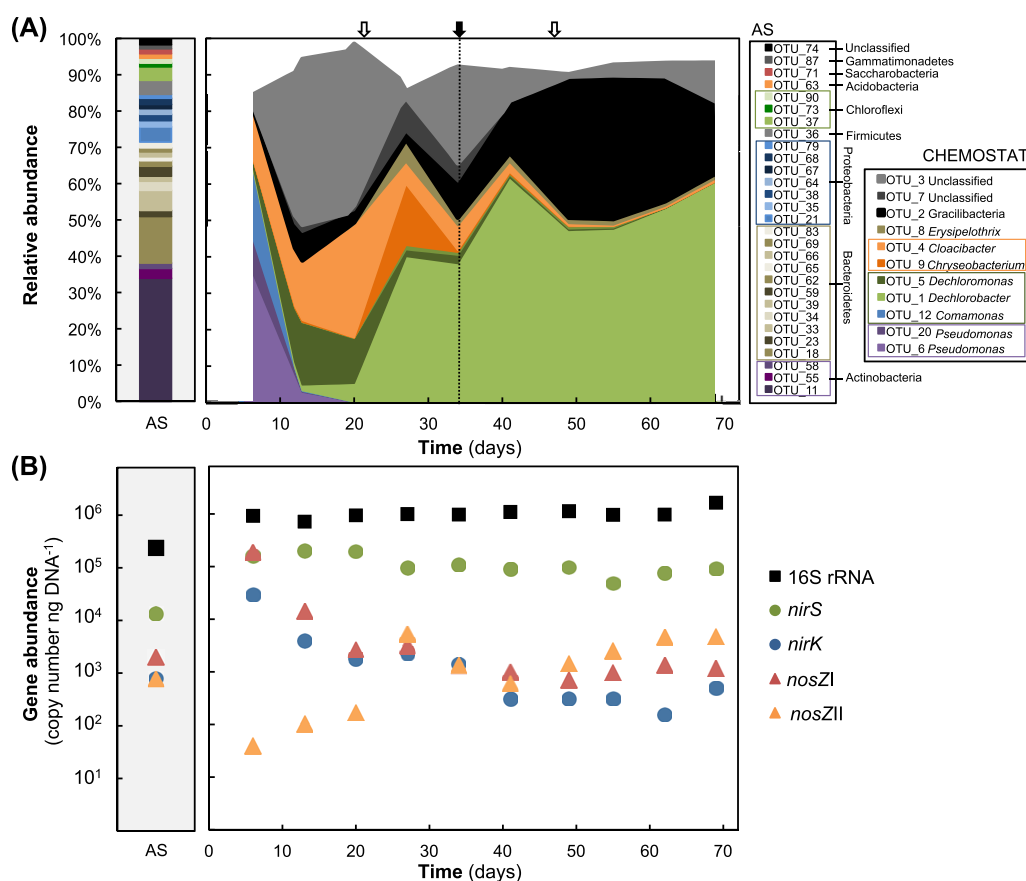 (A)
100%
90%
80%
70%
60%
50%
40%
30%
20%
10%
0%
Relative abundance
AS
0 10 20 30 40 50 60 70
Time (days)
AS
OTU_74 Unclassified
OTU_87 Gammatimonadetes
OTU_71 Saccharobacteria
OTU_63 Acidobacteria
OTU_90
OTU_73 Chloroflexi
OTU_37
OTU_36 Firmicutes
OTU_79
OTU_68
OTU_67
OTU_64
OTU_38
OTU_35
OTU_21
Proteobacteria
OTU_83
OTU_69
OTU_66
OTU_65
OTU_62
OTU_59
OTU_39
OTU_34
OTU_33
OTU_23
OTU_18
Bacteroidetes
OTU_58
OTU_55 Actinobacteria
OTU_11
CHEMOSTAT
OTU_3 Unclassified
OTU_7 Unclassified
OTU_2 Gracilibacteria
OTU_8 Erysipelothrix
OTU_4 Cloacibacter
OTU_9 Chryseobacterium
OTU_5 Dechloromonas
OTU_1 Dechlorobacter
OTU_12 Comamonas
OTU_20 Pseudomonas
OTU_6 Pseudomonas
(B)
10⁶
10⁵
10⁴
10³
10²
10¹
Gene abundance
(copy number ng DNA⁻¹)
AS
0 10 20 30 40 50 60 70
Time (days)
16S rRNA
nirS
nirK
nosZI
nosZII